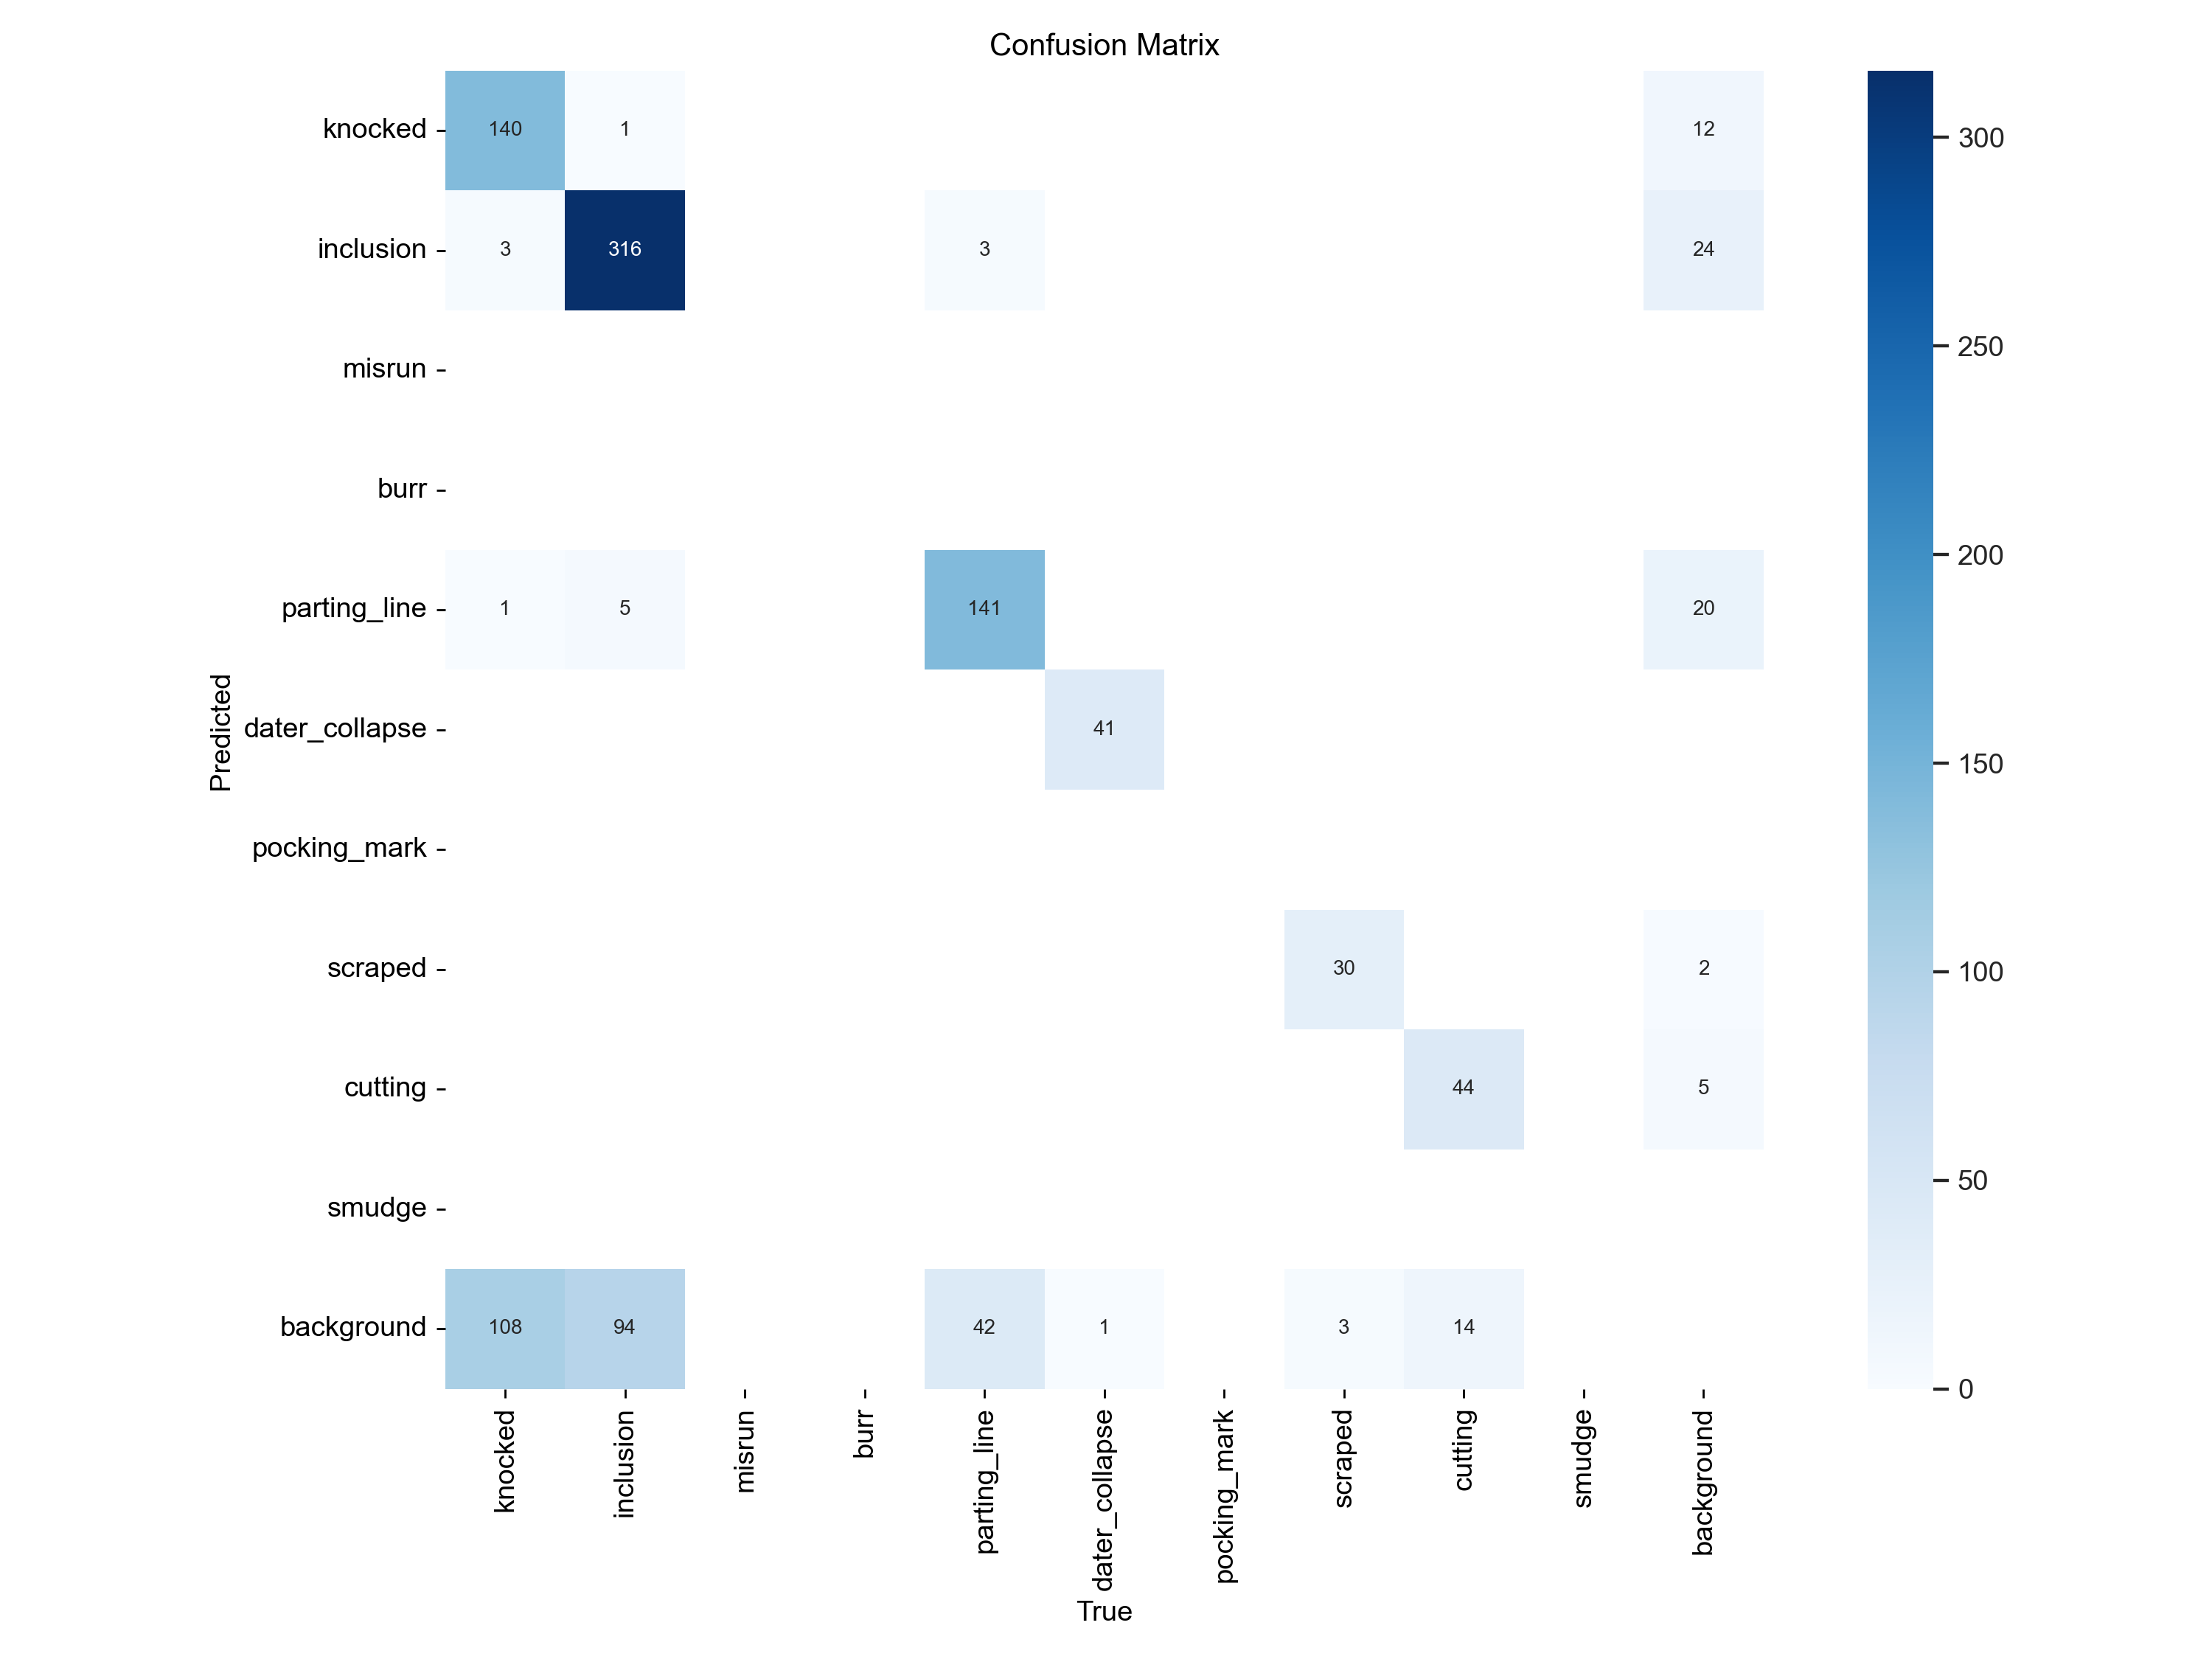 Confusion Matrix
knocked 140 1 12
inclusion 3 316 3 24
misrun
burr
parting_line 1 5 141 20
dater_collapse 41
pocking_mark
scraped 30 2
cutting 44 5
smudge
background 108 94 42 1 3 14
Predicted
knocked inclusion misrun burr parting_line dater_collapse pocking_mark scraped cutting smudge background
True
300
250
200
150
100
50
0